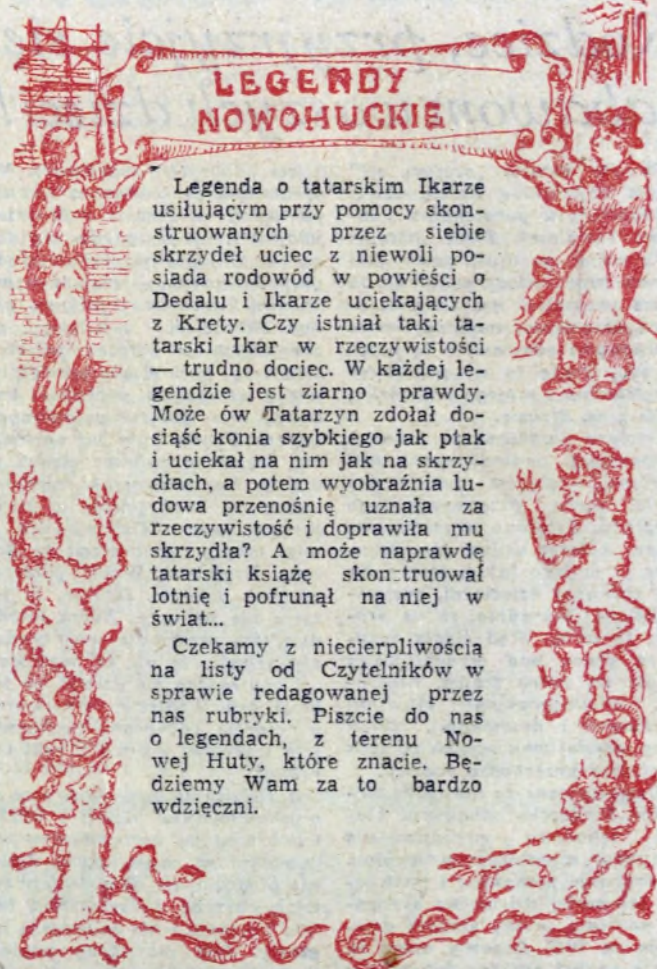 LEGENDY
NOWOHUCKIE
Legenda o tatarskim Ikarze
usiłującym przy pomocy skon-
struowanych przez siebie
skrzydeł uciec z niewoli po-
siada rodowód w powieści o
Dedalu i Ikarze uciekających
z Krety. Czy istniał taki ta-
tarski Ikar w rzeczywistości
— trudno dociec. W każdej le-
gendzie jest ziarno prawdy.
Może ów Tatarzyn zdołał do-
siąść konia szybkiego jak ptak
i uciekał na nim jak na skrzy-
dłach, a potem wyobraźnia lu-
dowa przenośnię uznała za
rzeczywistość i doprawiła mu
skrzydła? A może naprawdę
tatarski książę skonstruował
lotnię i pofrunął na niej w
świat...
Czekamy z niecierpliwością
na listy od Czytelników w
sprawie redagowanej przez
nas rubryki. Piszcie do nas
o legendach, z terenu No-
wej Huty, które znacie. Bę-
dziemy Wam za to bardzo
wdzięczni.